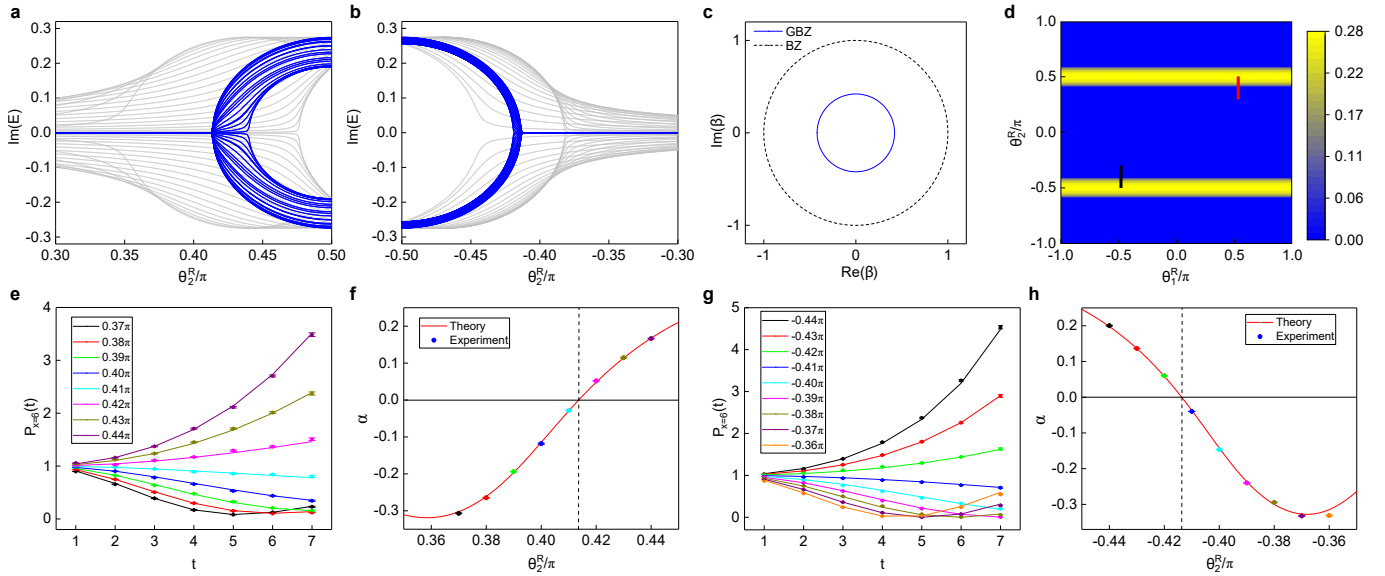 a
0.3
0.2
0.1
0.0
-0.1
-0.2
-0.3
Im(E)
0.30 0.35 0.40 0.45 0.50
θ₂ᴿ/π
b
0.3
0.2
0.1
0.0
-0.1
-0.2
-0.3
Im(E)
-0.50 -0.45 -0.40 -0.35 -0.30
θ₂ᴿ/π
c
GBZ
BZ
1
0
-1
Im(β)
-1 0 1
Re(β)
d
1.0
0.5
0.0
-0.5
-1.0
θ₂ᴿ/π
-1.0 -0.5 0.0 0.5 1.0
θ₁ᴿ/π
0.28
0.22
0.17
0.11
0.06
0.00
e
4
3
2
1
0
Pₓ₌₆(t)
0.37π
0.38π
0.39π
0.40π
0.41π
0.42π
0.43π
0.44π
1 2 3 4 5 6 7
t
f
0.2
0.1
0.0
-0.1
-0.2
-0.3
α
Theory
Experiment
0.36 0.38 0.40 0.42 0.44
θ₂ᴿ/π
g
5
4
3
2
1
0
Pₓ₌₆(t)
-0.44π
-0.43π
-0.42π
-0.41π
-0.40π
-0.39π
-0.38π
-0.37π
-0.36π
1 2 3 4 5 6 7
t
h
0.2
0.1
0.0
-0.1
-0.2
-0.3
α
Theory
Experiment
-0.44 -0.42 -0.40 -0.38 -0.36
θ₂ᴿ/π